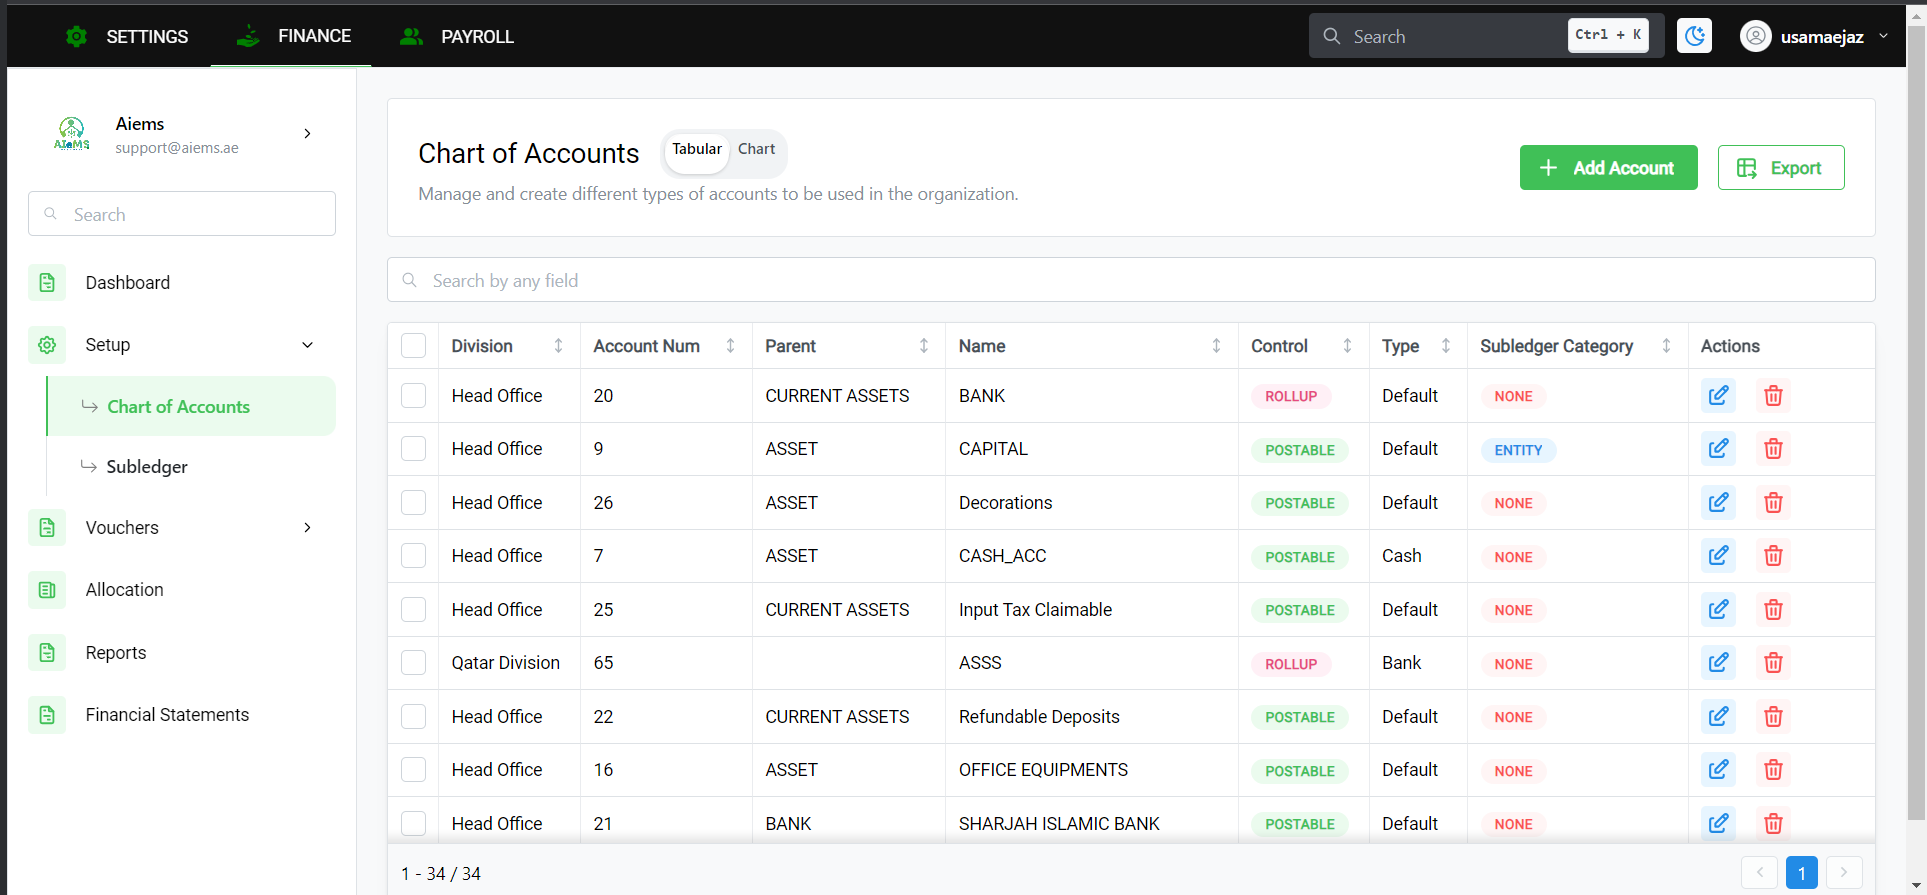 SETTINGS FINANCE PAYROLL Search Ctrl + K usamaejaz
Aiems
support@aiems.ae
Search
Dashboard
Setup
Chart of Accounts
Subledger
Vouchers
Allocation
Reports
Financial Statements
Chart of Accounts Tabular Chart
Manage and create different types of accounts to be used in the organization.
Add Account Export
Search by any field
Division Account Num Parent Name Control Type Subledger Category Actions
Head Office 20 CURRENT ASSETS BANK ROLLUP Default NONE
Head Office 9 ASSET CAPITAL POSTABLE Default ENTITY
Head Office 26 ASSET Decorations POSTABLE Default NONE
Head Office 7 ASSET CASH_ACC POSTABLE Cash NONE
Head Office 25 CURRENT ASSETS Input Tax Claimable POSTABLE Default NONE
Qatar Division 65 ASSS ROLLUP Bank NONE
Head Office 22 CURRENT ASSETS Refundable Deposits POSTABLE Default NONE
Head Office 16 ASSET OFFICE EQUIPMENTS POSTABLE Default NONE
Head Office 21 BANK SHARJAH ISLAMIC BANK POSTABLE Default NONE
1 - 34 / 34 1